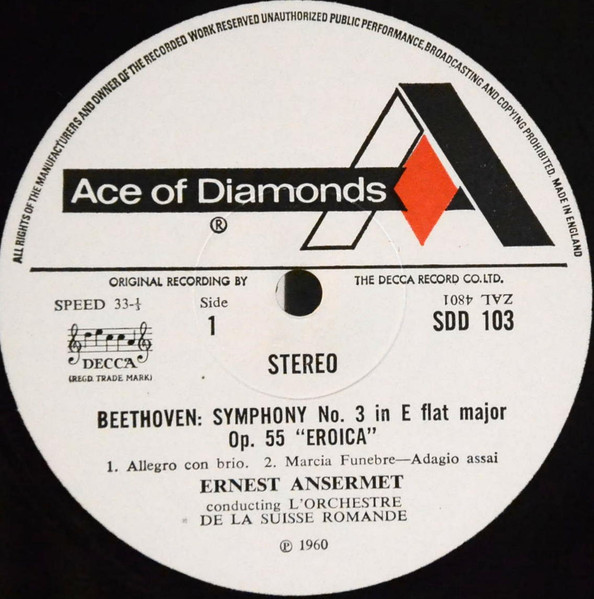 ALL RIGHTS OF THE MANUFACTURERS AND OWNER OF THE RECORDED WORK RESERVED UNAUTHORIZED PUBLIC PERFORMANCE, BROADCASTING AND COPYING PROHIBITED. MADE IN ENGLAND
Ace of Diamonds
®
ORIGINAL RECORDING BY THE DECCA RECORD CO. LTD.
SPEED 33-⅓ Side ZAL 4801
1 SDD 103
DECCA
(REGD. TRADE MARK)
STEREO
BEETHOVEN: SYMPHONY No. 3 in E flat major
Op. 55 "EROICA"
1. Allegro con brio. 2. Marcia Funebre—Adagio assai
ERNEST ANSERMET
conducting L'ORCHESTRE
DE LA SUISSE ROMANDE
℗ 1960